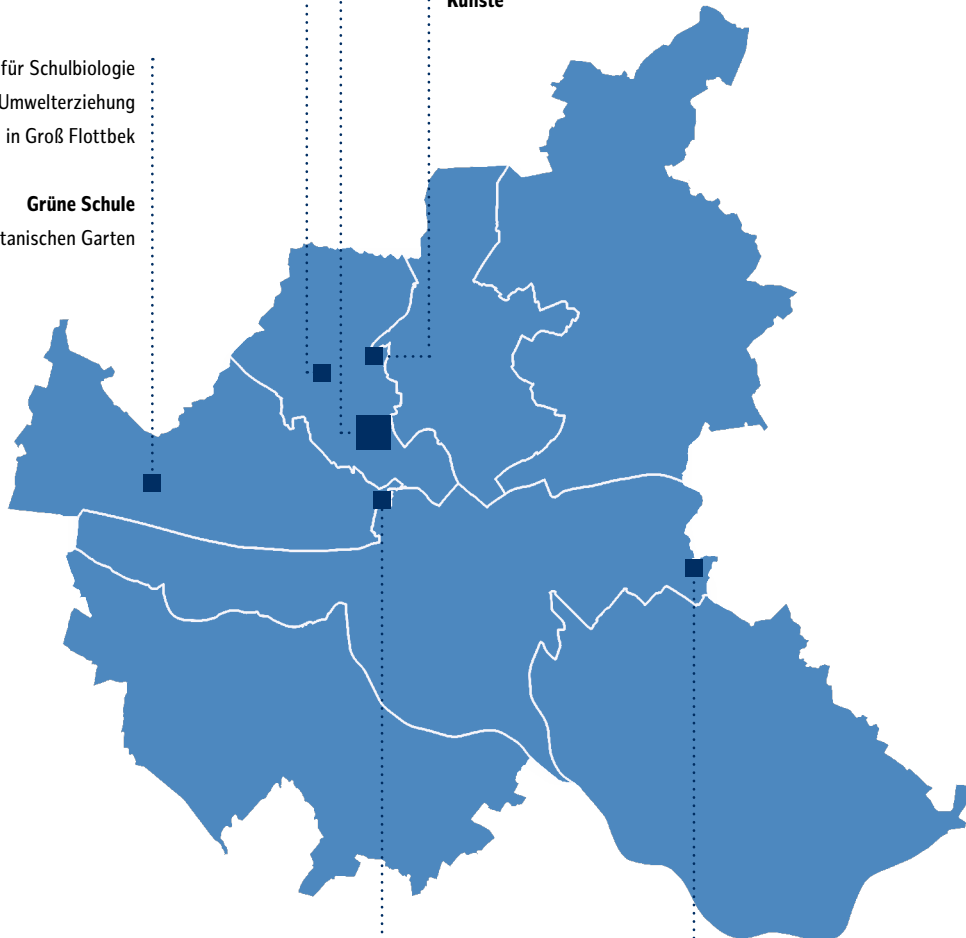 Künste
für Schulbiologie
Umwelterziehung
in Groß Flottbek
Grüne Schule
tanischen Garten